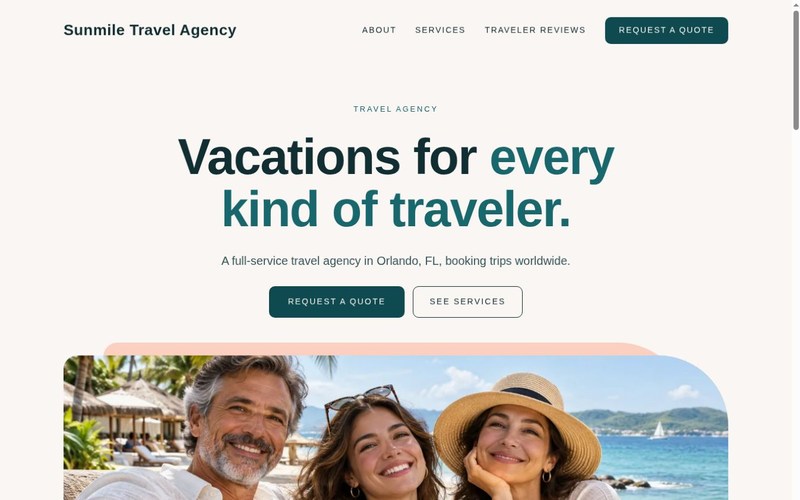 Sunmile Travel Agency
ABOUT
SERVICES
TRAVELER REVIEWS
REQUEST A QUOTE
TRAVEL AGENCY
Vacations for every
kind of traveler.
A full-service travel agency in Orlando, FL, booking trips worldwide.
REQUEST A QUOTE
SEE SERVICES